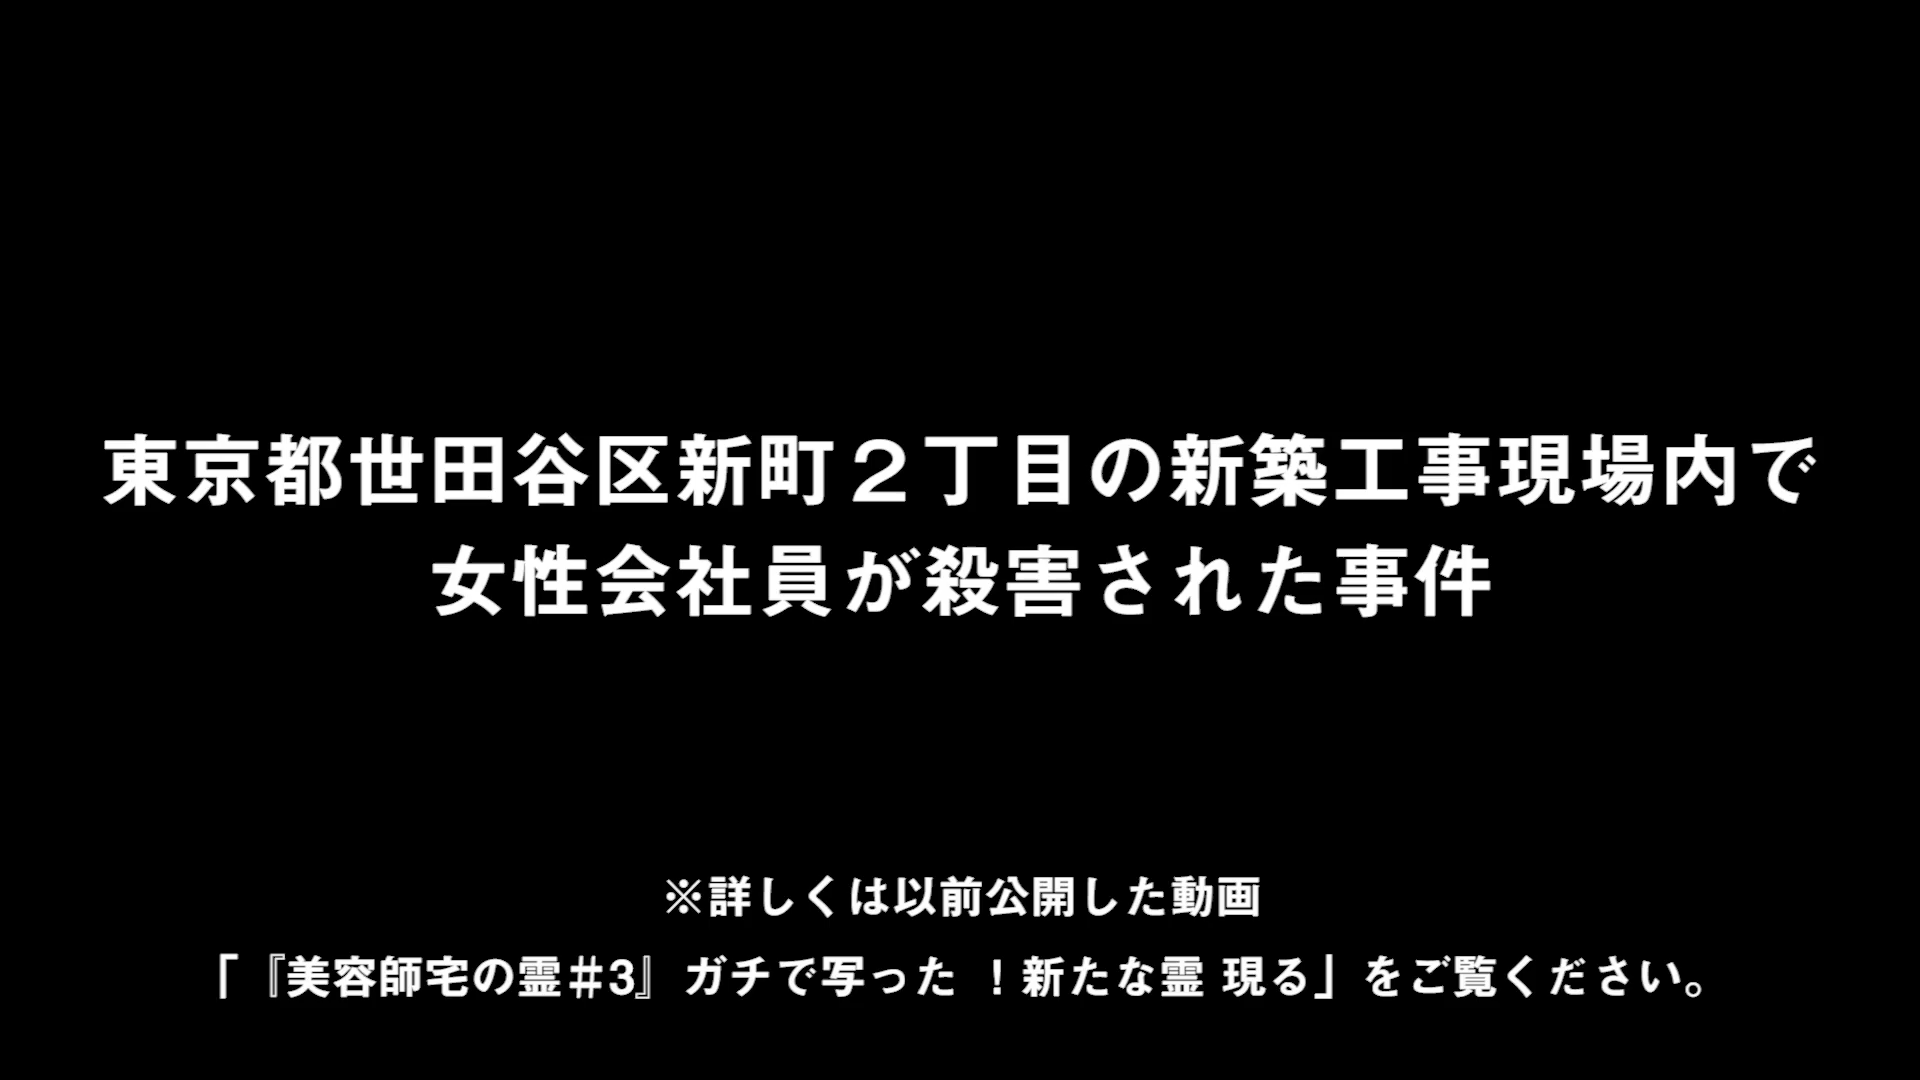 東京都世田谷区新町２丁目の新築工事現場内で
女性会社員が殺害された事件
※詳しくは以前公開した動画
「『美容師宅の霊＃3』ガチで写った ！新たな霊 現る」をご覧ください。